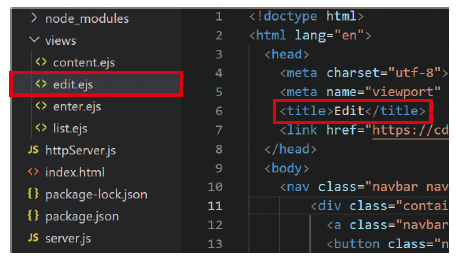 node_modules
views
content.ejs
edit.ejs
enter.ejs
list.ejs
httpServer.js
index.html
package-lock.json
package.json
server.js
1 <!doctype html>
2 <html lang="en">
3 <head>
4 <meta charset="utf-8">
5 <meta name="viewport"
6 <title>Edit</title>
7 <link href="https://cd
8 </head>
9 <body>
10 <nav class="navbar nav
11 <div class="contai
12 <a class="navbar
13 <button class="n